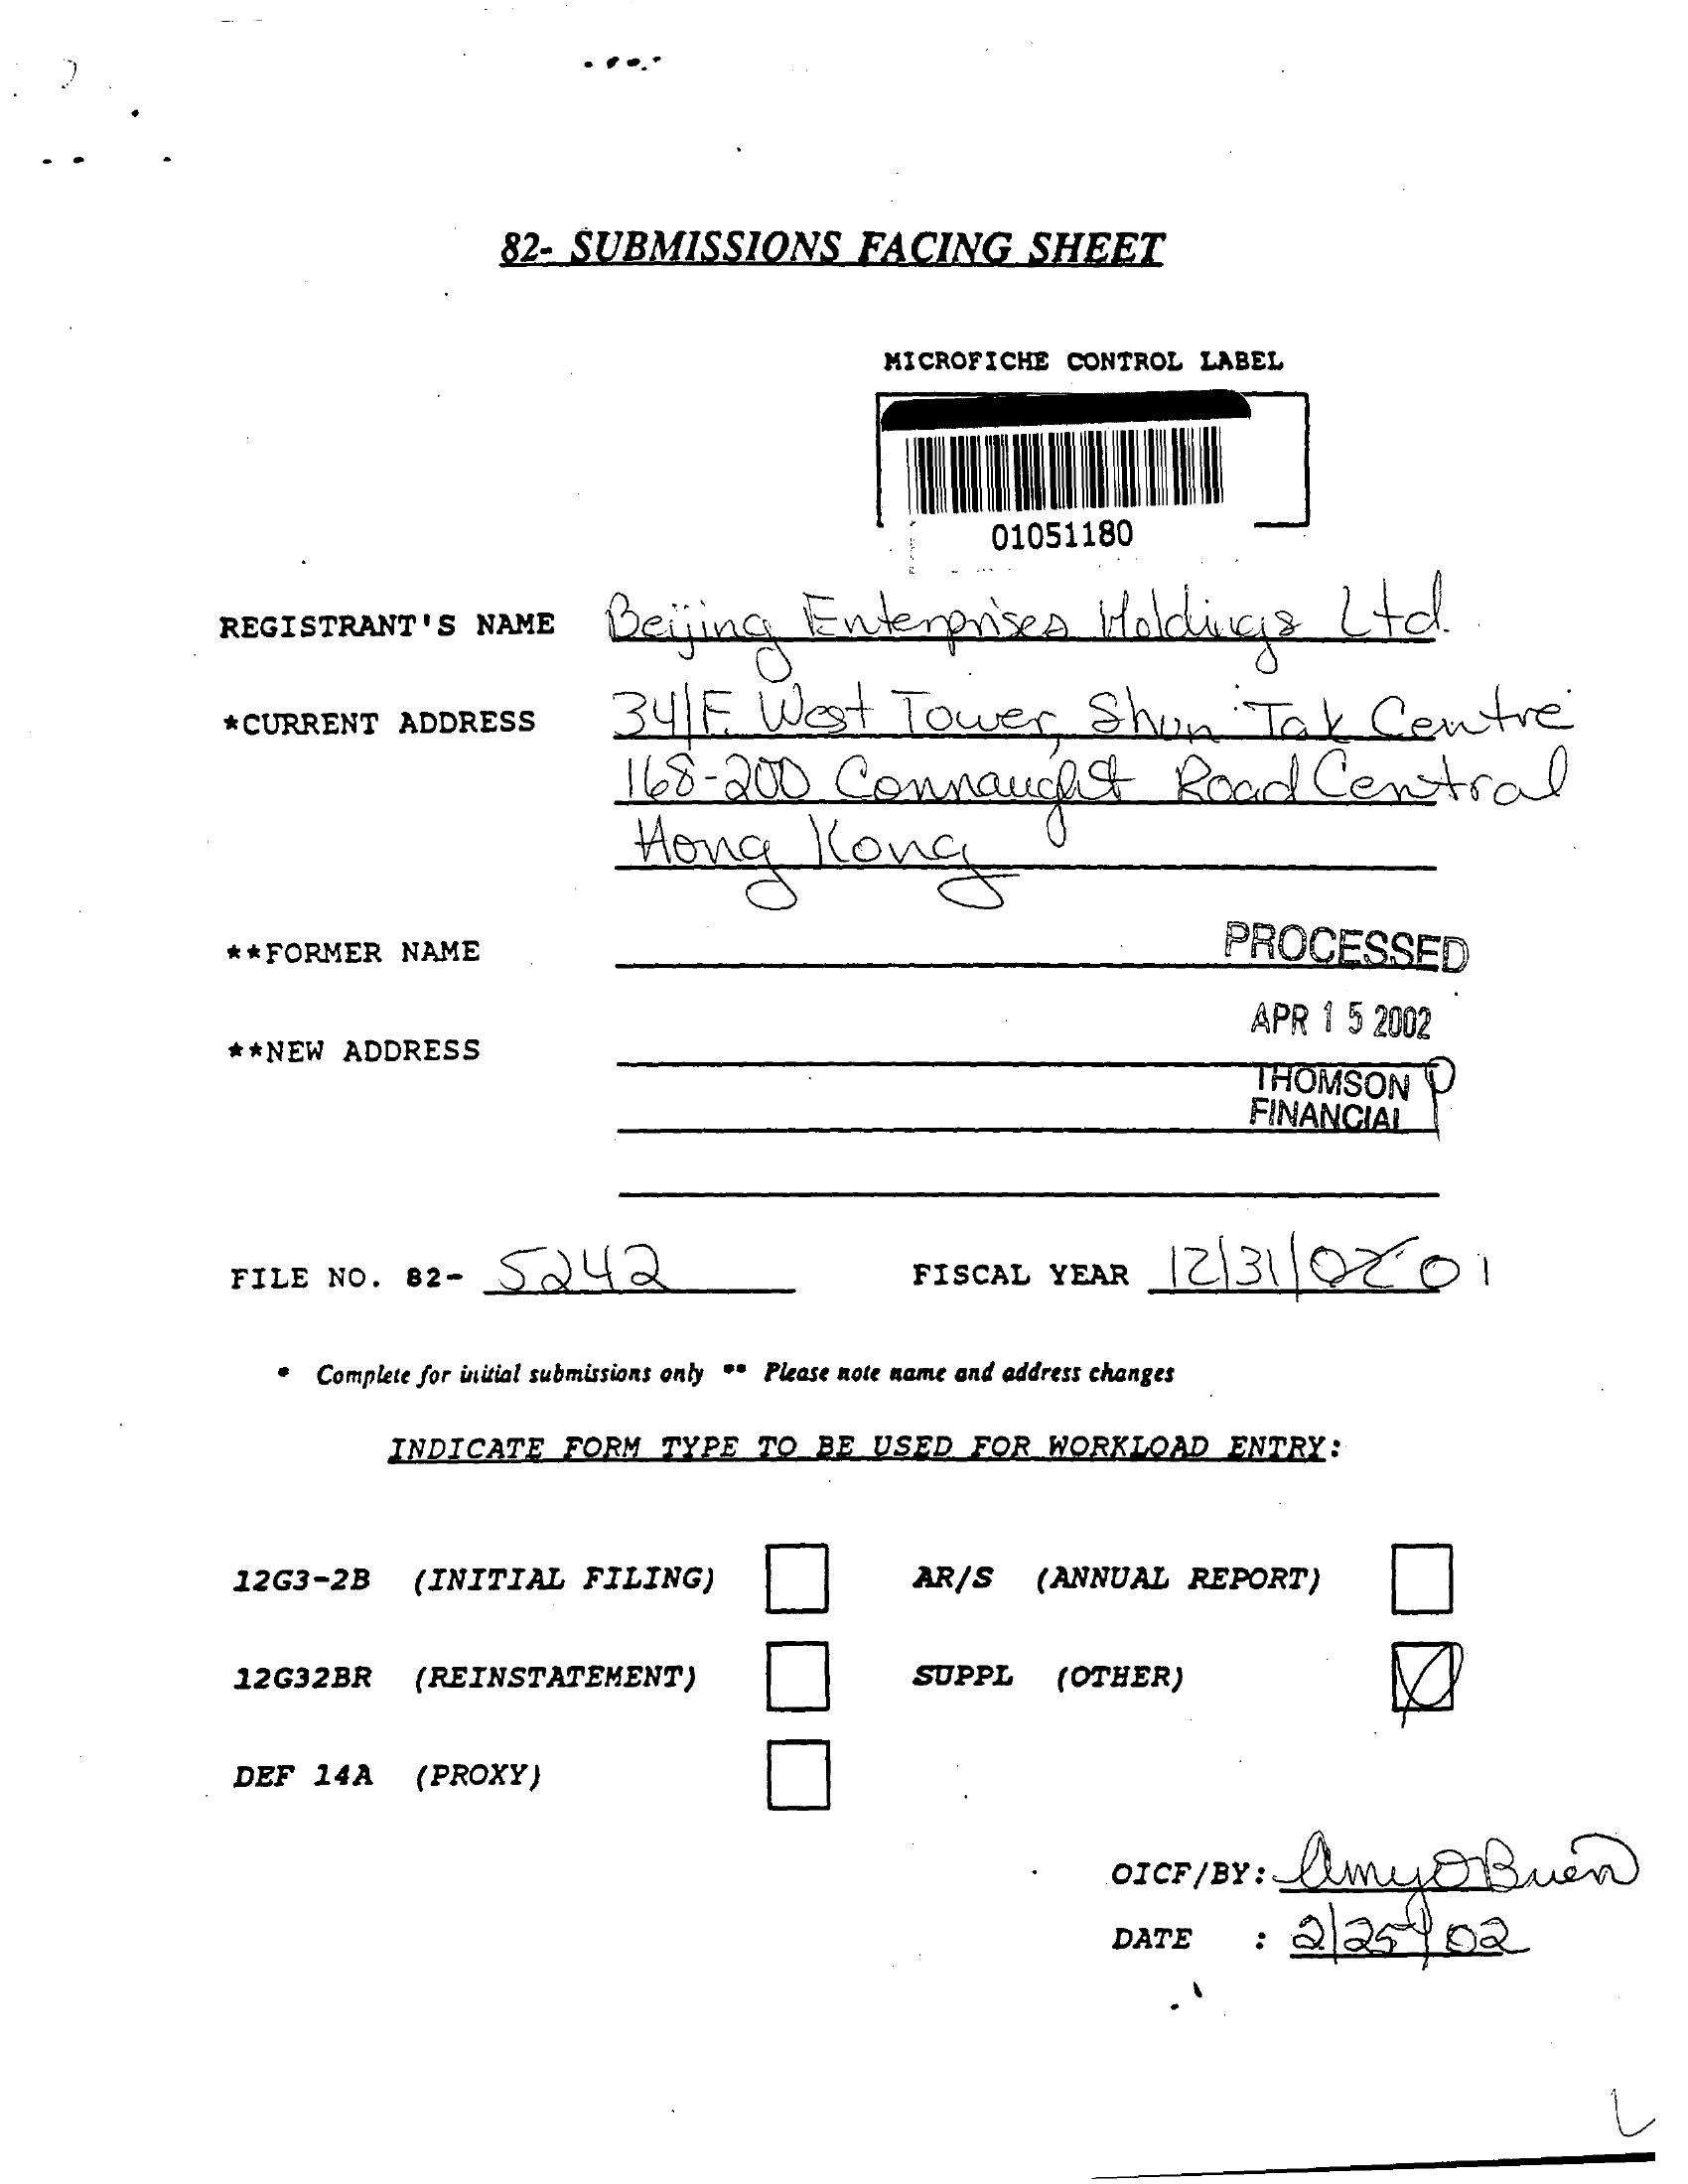 82- SUBMISSIONS FACING SHEET
MICROFICHE CONTROL LABEL
01051180
REGISTRANT'S NAME Beijing Enterprises Holdings Ltd.
*CURRENT ADDRESS 34/F. West Tower, Shun Tak Centre
168-200 Connaught Road Central
Hong Kong
**FORMER NAME
PROCESSED
APR 15 2002
**NEW ADDRESS
THOMSON
FINANCIAL
FILE NO. 82- 5242 FISCAL YEAR 12/31/02 01
* Complete for initial submissions only ** Please note name and address changes
INDICATE FORM TYPE TO BE USED FOR WORKLOAD ENTRY:
12G3-2B (INITIAL FILING) AR/S (ANNUAL REPORT)
12G32BR (REINSTATEMENT) SUPPL (OTHER)
DEF 14A (PROXY)
OICF/BY: Amy O Brien
DATE : 2/25/02